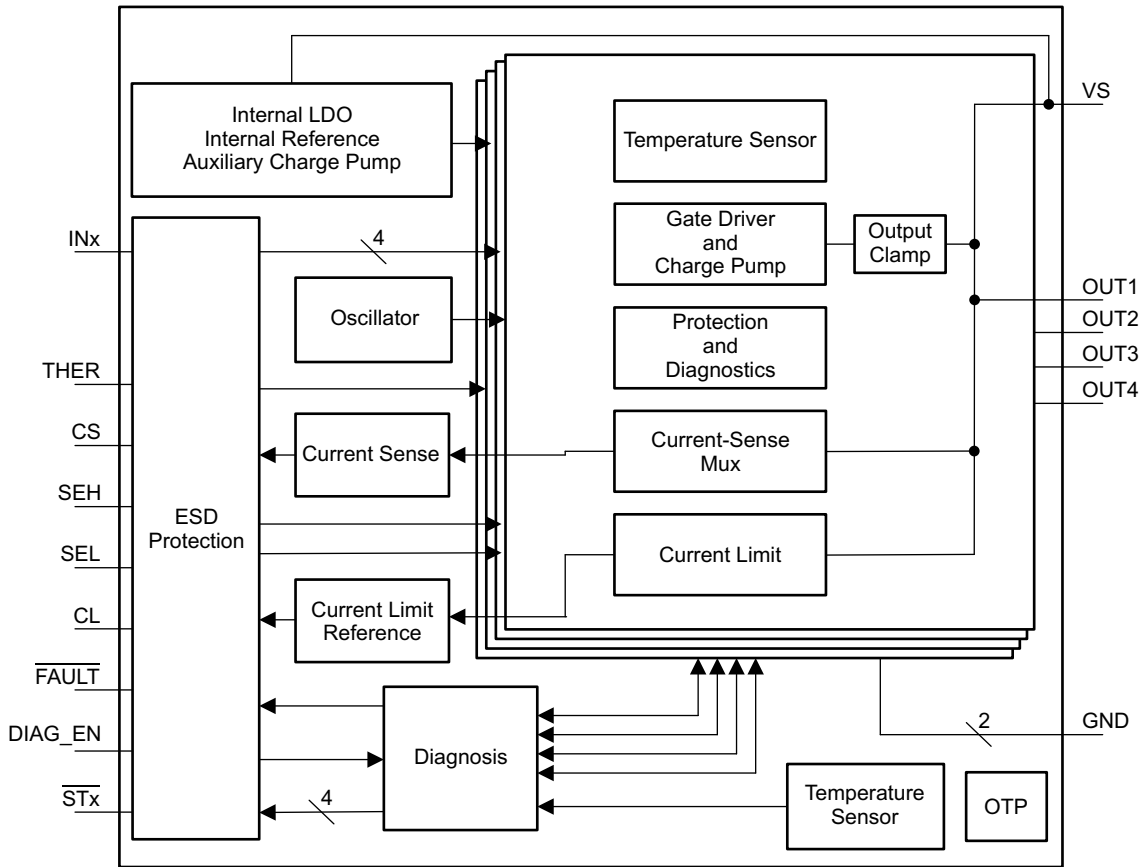 Internal LDO
Internal Reference
Auxiliary Charge Pump
VS
Temperature Sensor
INx
4
Gate Driver
and
Charge Pump
Output
Clamp
Oscillator
OUT1
OUT2
OUT3
OUT4
Protection
and
Diagnostics
THER
CS
Current Sense
Current-Sense
Mux
SEH
ESD
Protection
SEL
Current Limit
CL
Current Limit
Reference
FAULT
DIAG_EN
Diagnosis
2
GND
STx
4
Temperature
Sensor
OTP